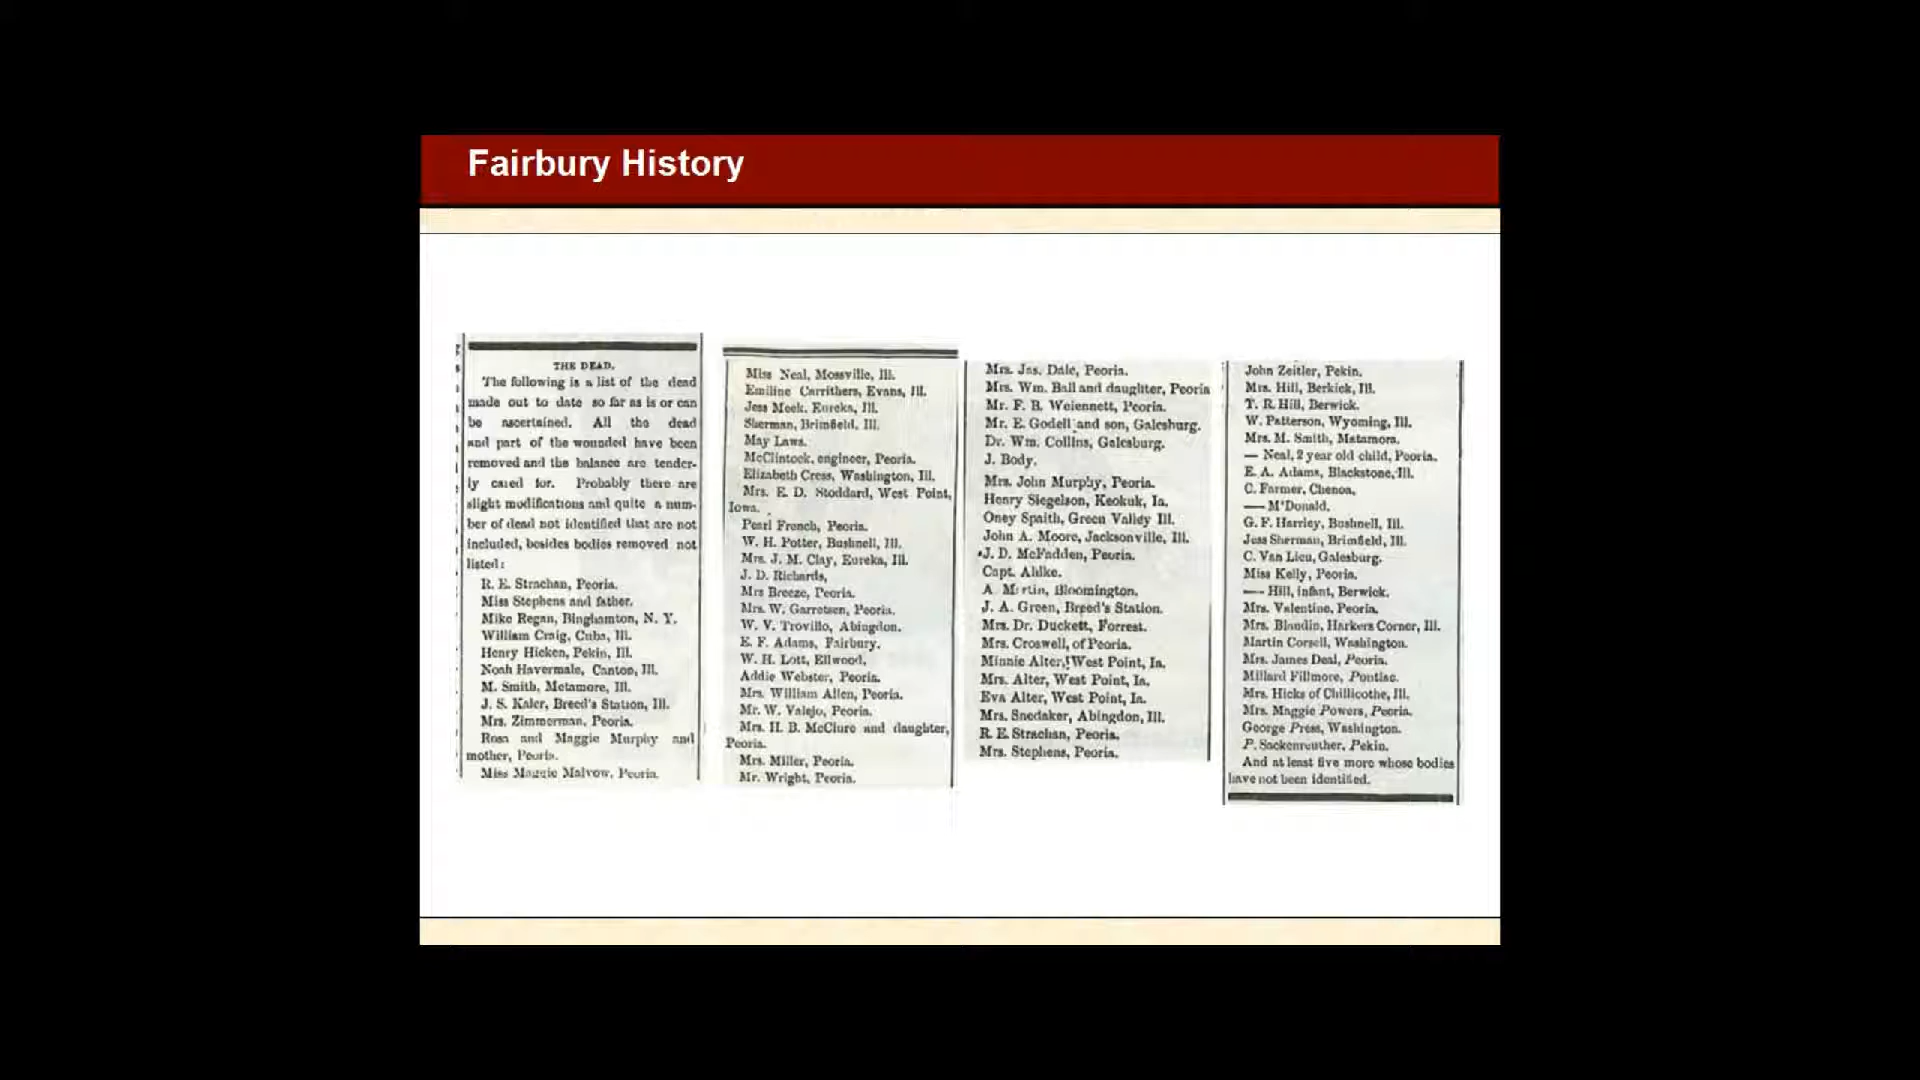 Fairbury History
THE DEAD.
The following is a list of the dead
made out to date so far as is or can
be ascertained. All the dead
and part of the wounded have been
removed and the balance are tender-
ly cared for. Probably there are
slight modifications and quite a num-
ber of dead not identified that are not
included, besides bodies removed not
listed:
R. E. Strachan, Peoria.
Miss Stephens and father.
Mike Regan, Binghamton, N. Y.
William Craig, Cuba, Ill.
Henry Hicken, Pekin, Ill.
Noah Havermale, Canton, Ill.
M. Smith, Metamore, Ill.
J. S. Kaler, Breed's Station, Ill.
Mrs. Zimmerman, Peoria.
Rosa and Maggie Murphy and
mother, Peoria.
Miss Maggie Malvow, Peoria.
Miss Neal, Mossville, Ill.
Emiline Carrithers, Evans, Ill.
Jess Meek, Eureka, Ill.
Sherman, Brimfield, Ill.
May Laws.
McClintock, engineer, Peoria.
Elizabeth Cress, Washington, Ill.
Mrs. E. D. Stoddard, West Point,
Iowa.
Pearl French, Peoria.
W. H. Potter, Bushnell, Ill.
Mrs. J. M. Clay, Eureka, Ill.
J. D. Richards,
Mrs Breeze, Peoria.
Mrs. W. Garretsen, Peoria.
W. V. Trovillo, Abingdon.
E. F. Adams, Fairbury.
W. H. Lott, Ellwood.
Addie Webster, Peoria.
Mrs. William Allen, Peoria.
Mr. W. Valejo, Peoria.
Mrs. H. B. McClure and daughter,
Peoria.
Mrs. Miller, Peoria.
Mr. Wright, Peoria.
Mrs. Jas. Dale, Peoria.
Mrs. Wm. Ball and daughter, Peoria
Mr. F. B. Weiennett, Peoria.
Mr. E. Godell and son, Galesburg.
Dr. Wm. Collins, Galesburg.
J. Body.
Mrs. John Murphy, Peoria.
Henry Siegelson, Keokuk, Ia.
Oney Spaith, Green Valley Ill.
John A. Moore, Jacksonville, Ill.
J. D. McFadden, Peoria.
Capt. Ahlke.
A. Martin, Bloomington.
J. A. Green, Breed's Station.
Mrs. Dr. Duckett, Forrest.
Mrs. Croswell, of Peoria.
Minnie Alter, West Point, Ia.
Mrs. Alter, West Point, Ia.
Eva Alter, West Point, Ia.
Mrs. Snedaker, Abingdon, Ill.
R. E. Strachan, Peoria.
Mrs. Stephens, Peoria.
John Zeitler, Pekin.
Mrs. Hill, Berkick, Ill.
T. R. Hill, Berwick.
W. Patterson, Wyoming, Ill.
Mrs. M. Smith, Matamora.
— Neal, 2 year old child, Peoria.
E. A. Adams, Blackstone, Ill.
C. Farmer, Chenoa,
— M'Donald.
G. F. Harrley, Bushnell, Ill.
Jess Sherman, Brimfield, Ill.
C. Van Lieu, Galesburg.
Miss Kelly, Peoria.
— Hill, infant, Berwick.
Mrs. Valentine, Peoria.
Mrs. Blandin, Harkers Corner, Ill.
Martin Corsell, Washington.
Mrs. James Deal, Peoria.
Millard Fillmore, Pontiac.
Mrs. Hicks of Chillicothe, Ill.
Mrs. Maggie Powers, Peoria.
George Press, Washington.
P. Sackenreuther, Pekin.
And at least five more whose bodies
have not been identified.